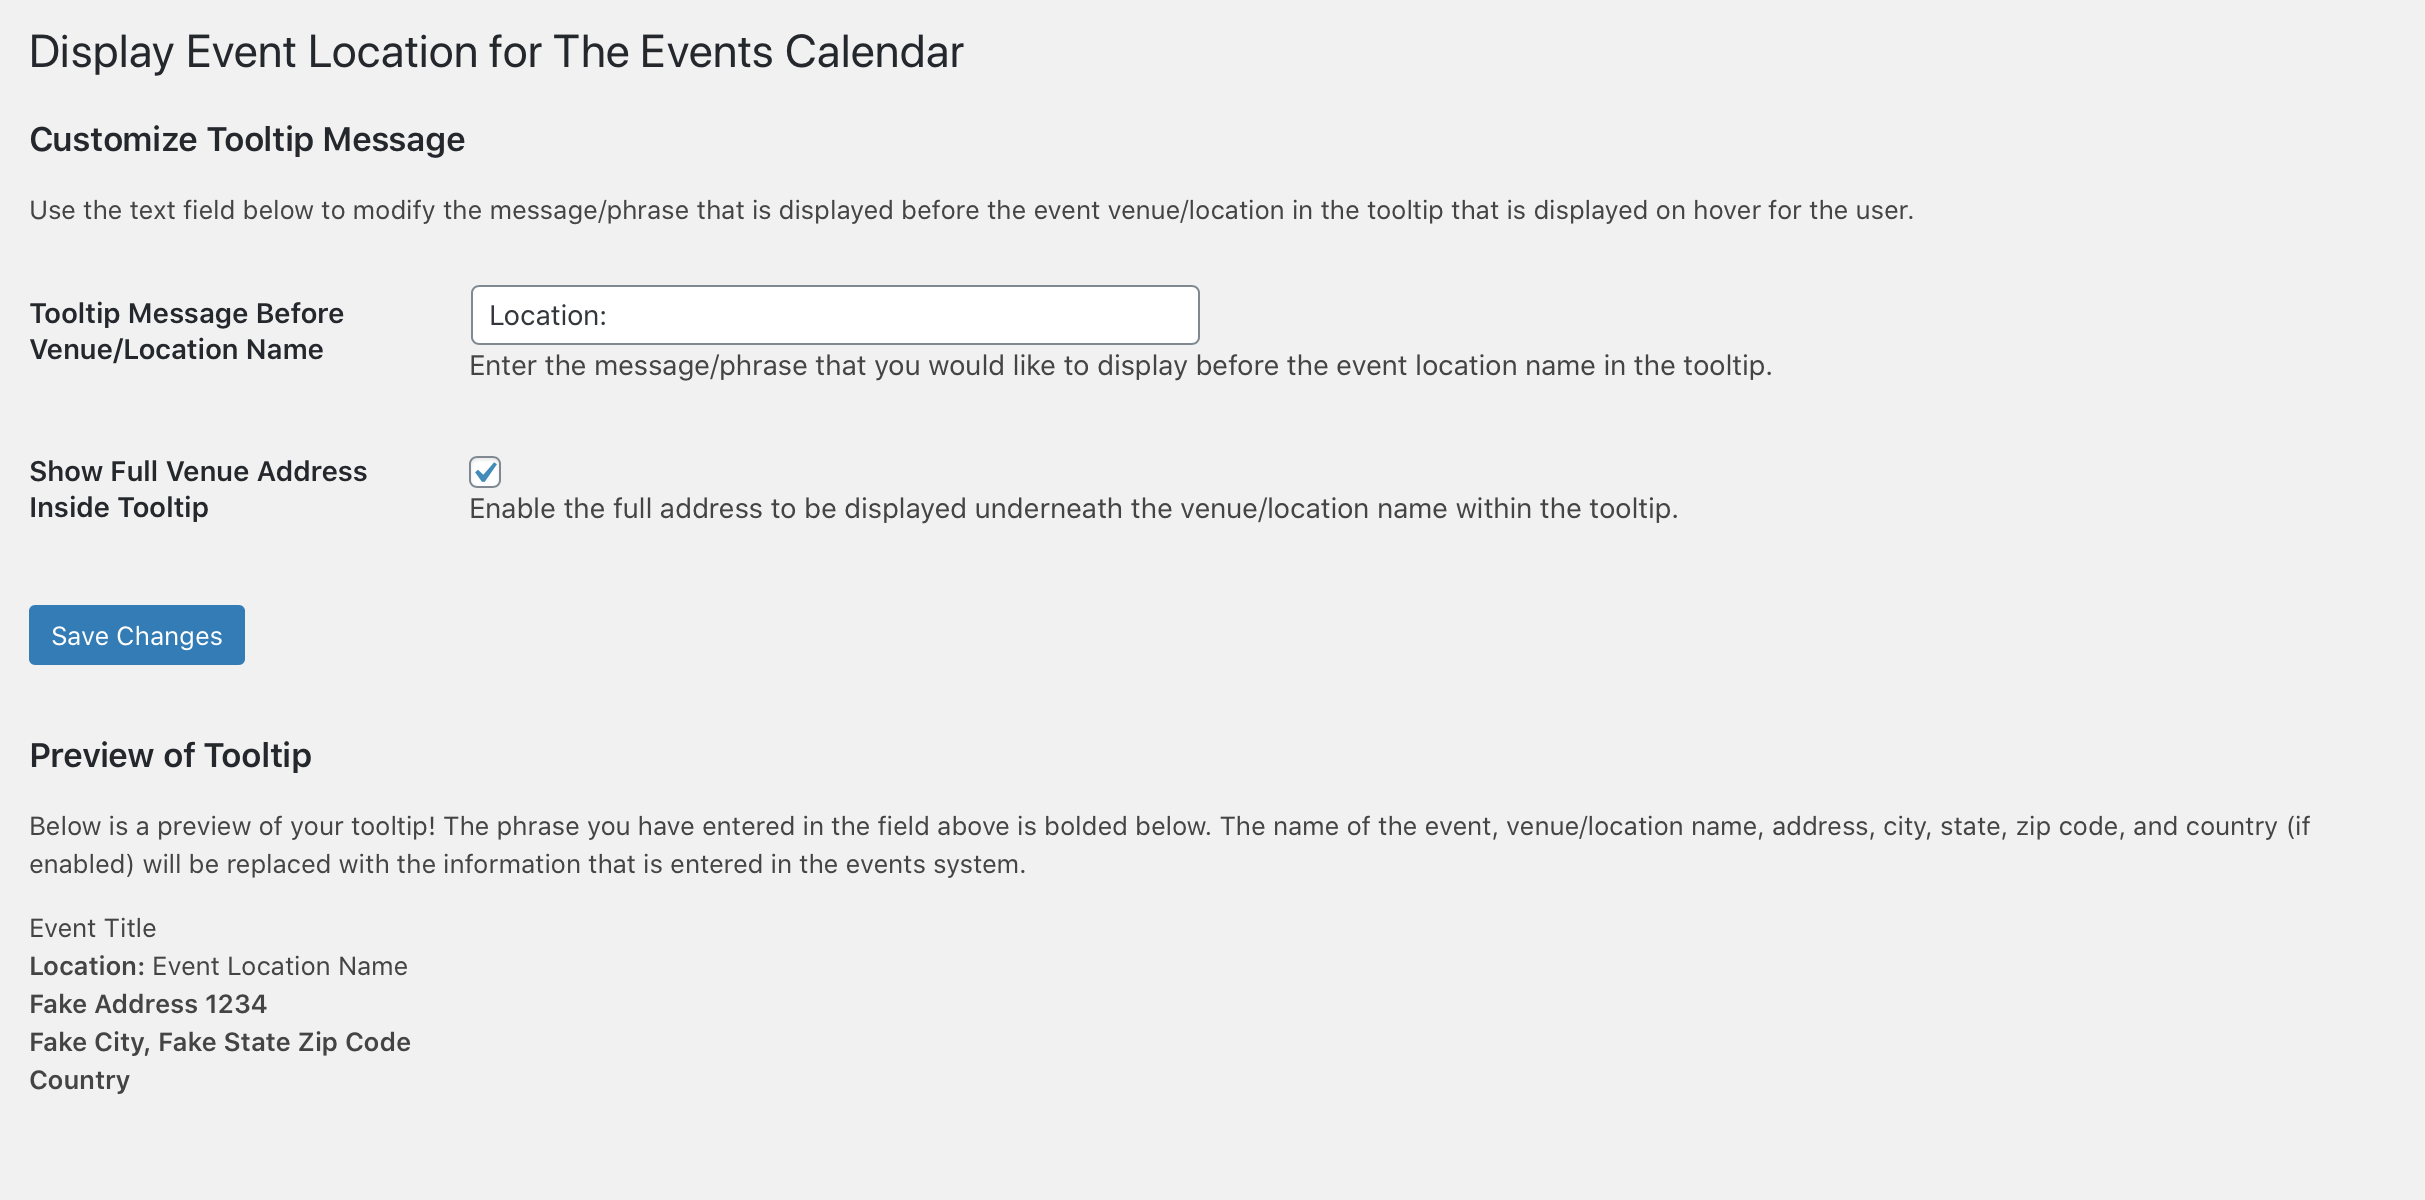 Display Event Location for The Events Calendar
Customize Tooltip Message
Use the text field below to modify the message/phrase that is displayed before the event venue/location in the tooltip that is displayed on hover for the user.
Tooltip Message Before
Venue/Location Name
Location:
Enter the message/phrase that you would like to display before the event location name in the tooltip.
Show Full Venue Address
Inside Tooltip
Enable the full address to be displayed underneath the venue/location name within the tooltip.
Save Changes
Preview of Tooltip
Below is a preview of your tooltip! The phrase you have entered in the field above is bolded below. The name of the event, venue/location name, address, city, state, zip code, and country (if
enabled) will be replaced with the information that is entered in the events system.
Event Title
Location: Event Location Name
Fake Address 1234
Fake City, Fake State Zip Code
Country